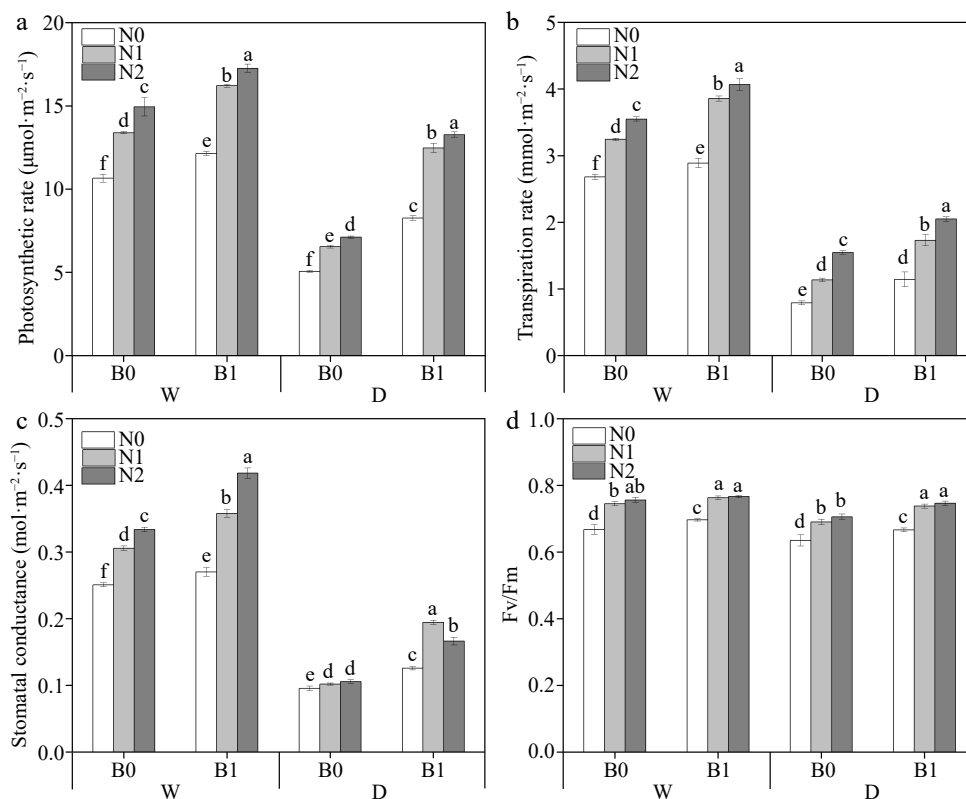 a
Photosynthetic rate (μmol·m⁻²·s⁻¹)
20
15
10
5
0
N0
N1
N2
f
d
c
e
b
a
f
e
d
c
b
a
B0 B1 B0 B1
W D
b
Transpiration rate (mmol·m⁻²·s⁻¹)
5
4
3
2
1
0
N0
N1
N2
f
d
c
e
b
a
e
d
c
d
b
a
B0 B1 B0 B1
W D
c
Stomatal conductance (mol·m⁻²·s⁻¹)
0.5
0.4
0.3
0.2
0.1
0.0
N0
N1
N2
f
d
c
e
b
a
e
d
d
c
a
b
B0 B1 B0 B1
W D
d
Fv/Fm
1.0
0.8
0.6
0.4
0.2
0.0
N0
N1
N2
d
b
ab
c
a
a
d
b
b
c
a
a
B0 B1 B0 B1
W D